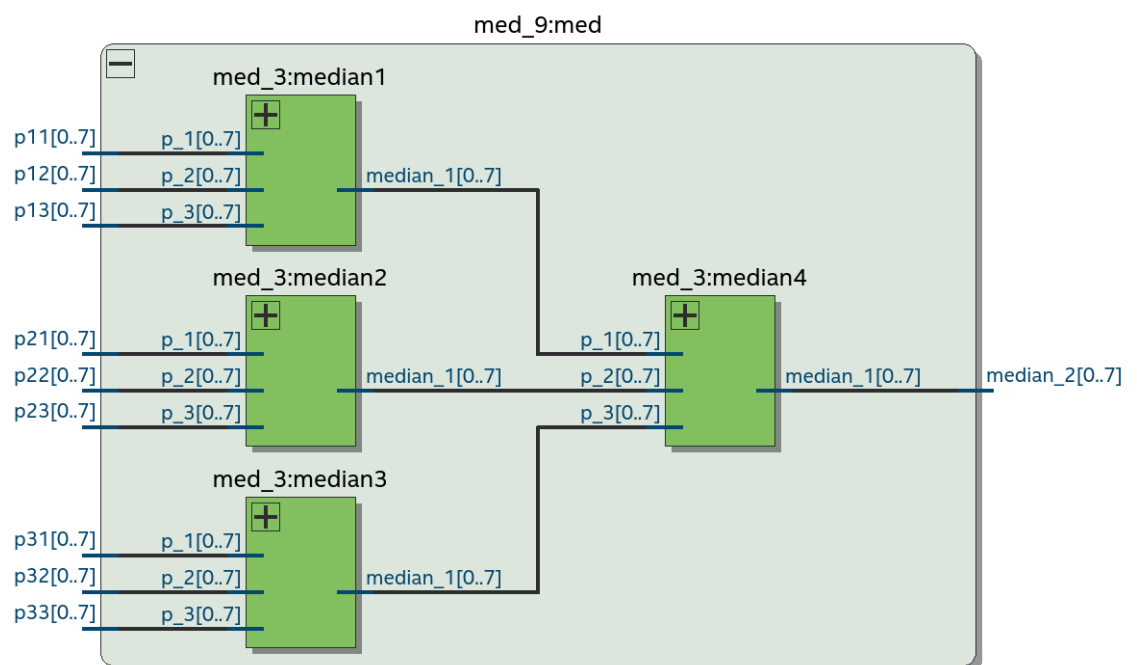 med_9:med
med_3:median1
p11[0..7] p_1[0..7]
p12[0..7] p_2[0..7] median_1[0..7]
p13[0..7] p_3[0..7]
med_3:median2 med_3:median4
p21[0..7] p_1[0..7] p_1[0..7]
p22[0..7] p_2[0..7] median_1[0..7] p_2[0..7] median_1[0..7] median_2[0..7]
p23[0..7] p_3[0..7] p_3[0..7]
med_3:median3
p31[0..7] p_1[0..7]
p32[0..7] p_2[0..7] median_1[0..7]
p33[0..7] p_3[0..7]